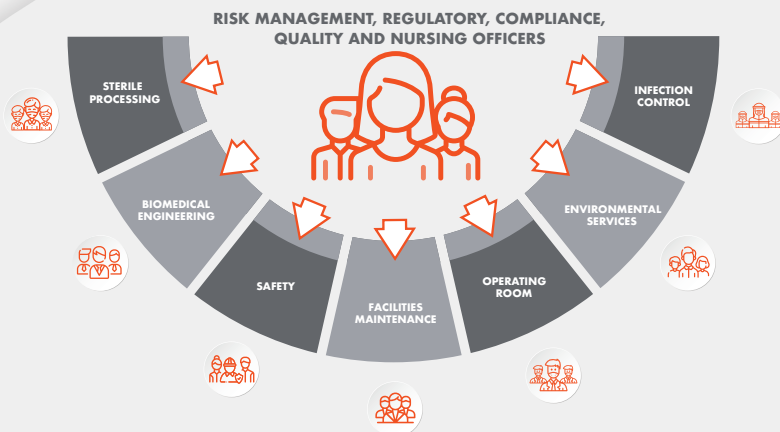 RISK MANAGEMENT, REGULATORY, COMPLIANCE,
QUALITY AND NURSING OFFICERS
STERILE
PROCESSING
BIOMEDICAL
ENGINEERING
SAFETY
FACILITIES
MAINTENANCE
OPERATING
ROOM
ENVIRONMENTAL
SERVICES
INFECTION
CONTROL